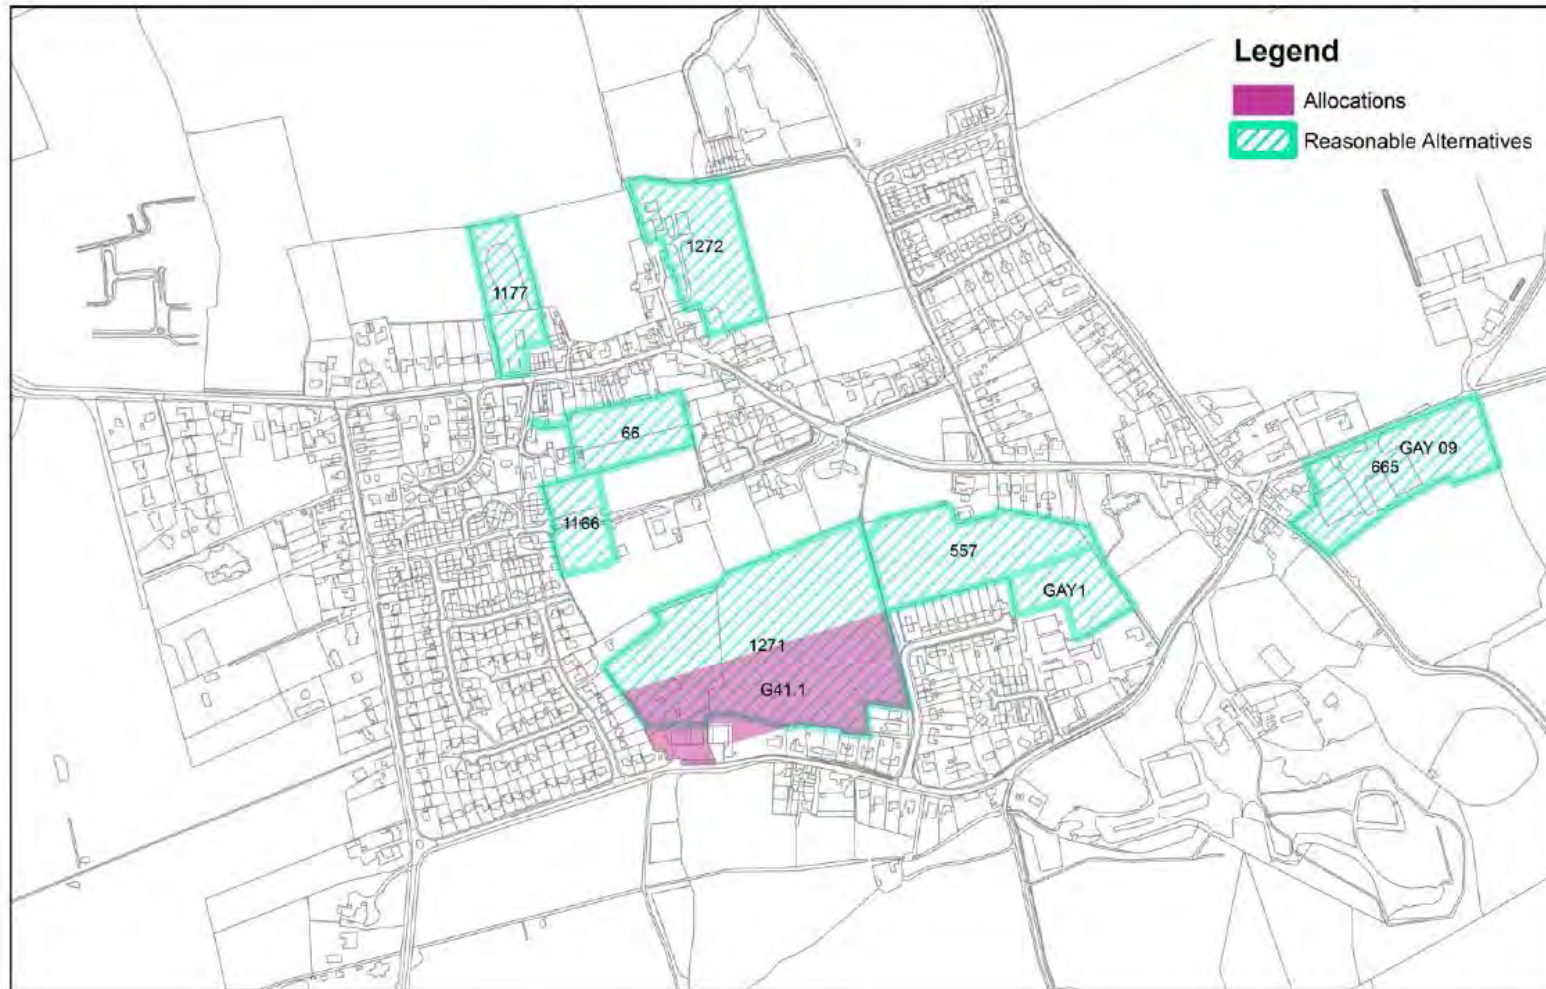 Legend
Allocations
Reasonable Alternatives
1272
1177
66
GAY 09
665
1166
557
GAY1
1271
G41.1